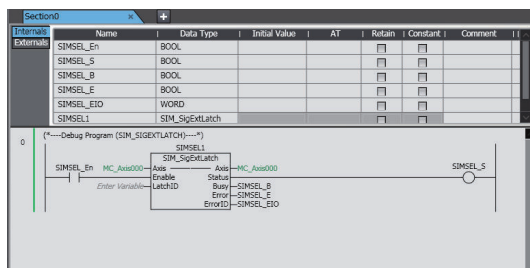 Section0 × +
Internals
Externals
Name | Data Type | Initial Value | AT | Retain | Constant | Comment
SIMSEL_En BOOL
SIMSEL_S BOOL
SIMSEL_B BOOL
SIMSEL_E BOOL
SIMSEL_EIO WORD
SIMSEL1 SIM_SigExtLatch
0 (*----Debug Program (SIM_SIGEXTLATCH)----*)
SIMSEL1
SIM_SigExtLatch
SIMSEL_En MC_Axis000 Axis Axis MC_Axis000 SIMSEL_S
Enable Status
Enter Variable LatchID Busy SIMSEL_B
Error SIMSEL_E
ErrorID SIMSEL_EIO